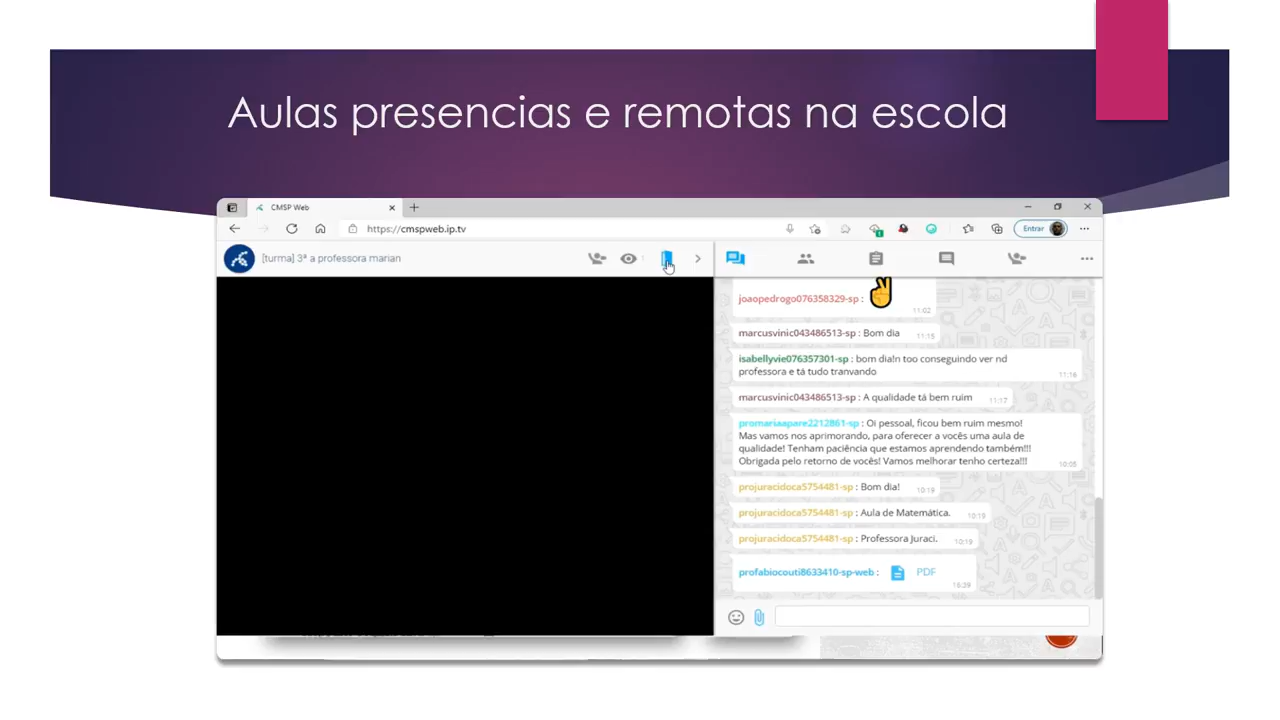 Aulas presencias e remotas na escola
CMSP Web
https://cmspweb.ip.tv
Entrar
[turma] 3ª a professora marian
joaopedrogo076358329-sp :
11:02
marcusvinic043486513-sp : Bom dia
11:15
isabellyvie076357301-sp : bom dia!n too conseguindo ver nd
professora e tá tudo tranvando
11:16
marcusvinic043486513-sp : A qualidade tá bem ruim
11:17
promariaapare2212861-sp : Oi pessoal, ficou bem ruim mesmo!
Mas vamos nos aprimorando, para oferecer a vocês uma aula de
qualidade! Tenham paciência que estamos aprendendo também!!!
Obrigada pelo retorno de vocês! Vamos melhorar tenho certeza!!!
10:05
projuracidoca5754481-sp : Bom dia!
10:19
projuracidoca5754481-sp : Aula de Matemática.
10:19
projuracidoca5754481-sp : Professora Juraci.
10:19
profabiocouti8633410-sp-web :
PDF
16:39